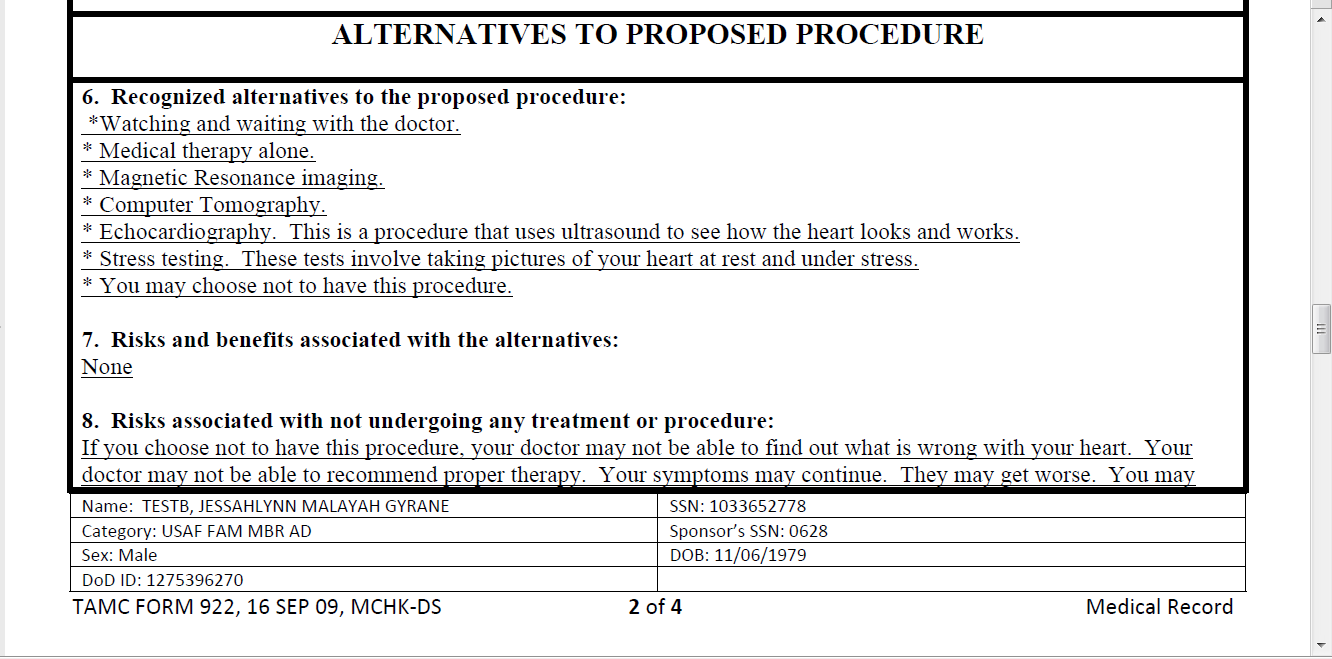 ALTERNATIVES TO PROPOSED PROCEDURE
6.  Recognized alternatives to the proposed procedure:
*Watching and waiting with the doctor.
* Medical therapy alone.
* Magnetic Resonance imaging.
* Computer Tomography.
* Echocardiography.  This is a procedure that uses ultrasound to see how the heart looks and works.
* Stress testing.  These tests involve taking pictures of your heart at rest and under stress.
* You may choose not to have this procedure.
7.  Risks and benefits associated with the alternatives:
None
8.  Risks associated with not undergoing any treatment or procedure:
If you choose not to have this procedure, your doctor may not be able to find out what is wrong with your heart.  Your
doctor may not be able to recommend proper therapy.  Your symptoms may continue.  They may get worse.  You may
Name:  TESTB, JESSAHLYNN MALAYAH GYRANE SSN: 1033652778
Category: USAF FAM MBR AD Sponsor’s SSN: 0628
Sex: Male DOB: 11/06/1979
DoD ID: 1275396270
TAMC FORM 922, 16 SEP 09, MCHK-DS 2 of 4 Medical Record